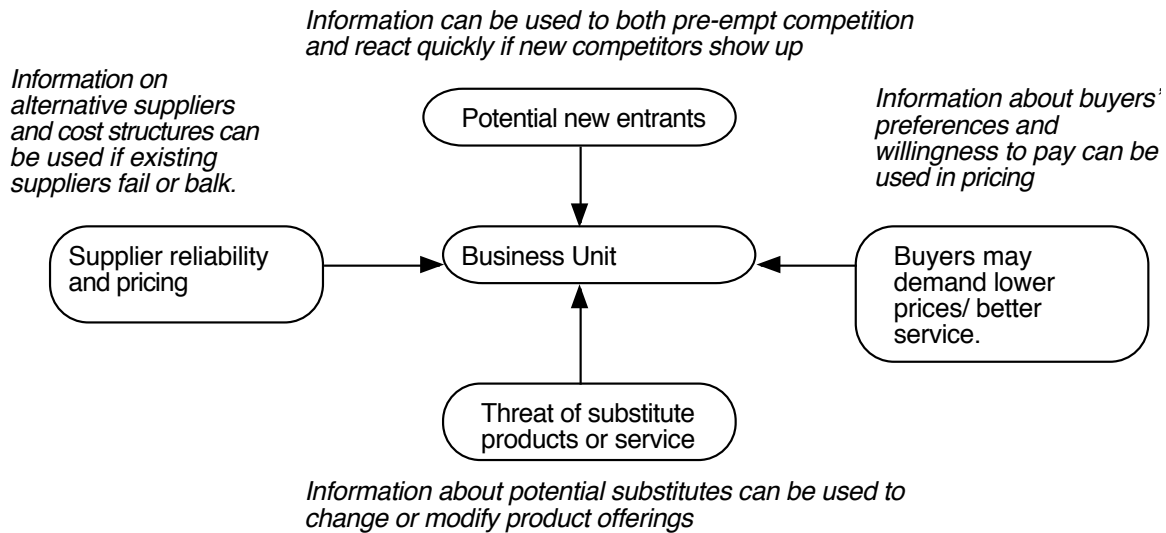 Information can be used to both pre-empt competition
and react quickly if new competitors show up
Information on
alternative suppliers
and cost structures can
be used if existing
suppliers fail or balk.
Potential new entrants
Information about buyers’
preferences and
willingness to pay can be
used in pricing
Supplier reliability
and pricing
Business Unit
Buyers may
demand lower
prices/ better
service.
Threat of substitute
products or service
Information about potential substitutes can be used to
change or modify product offerings